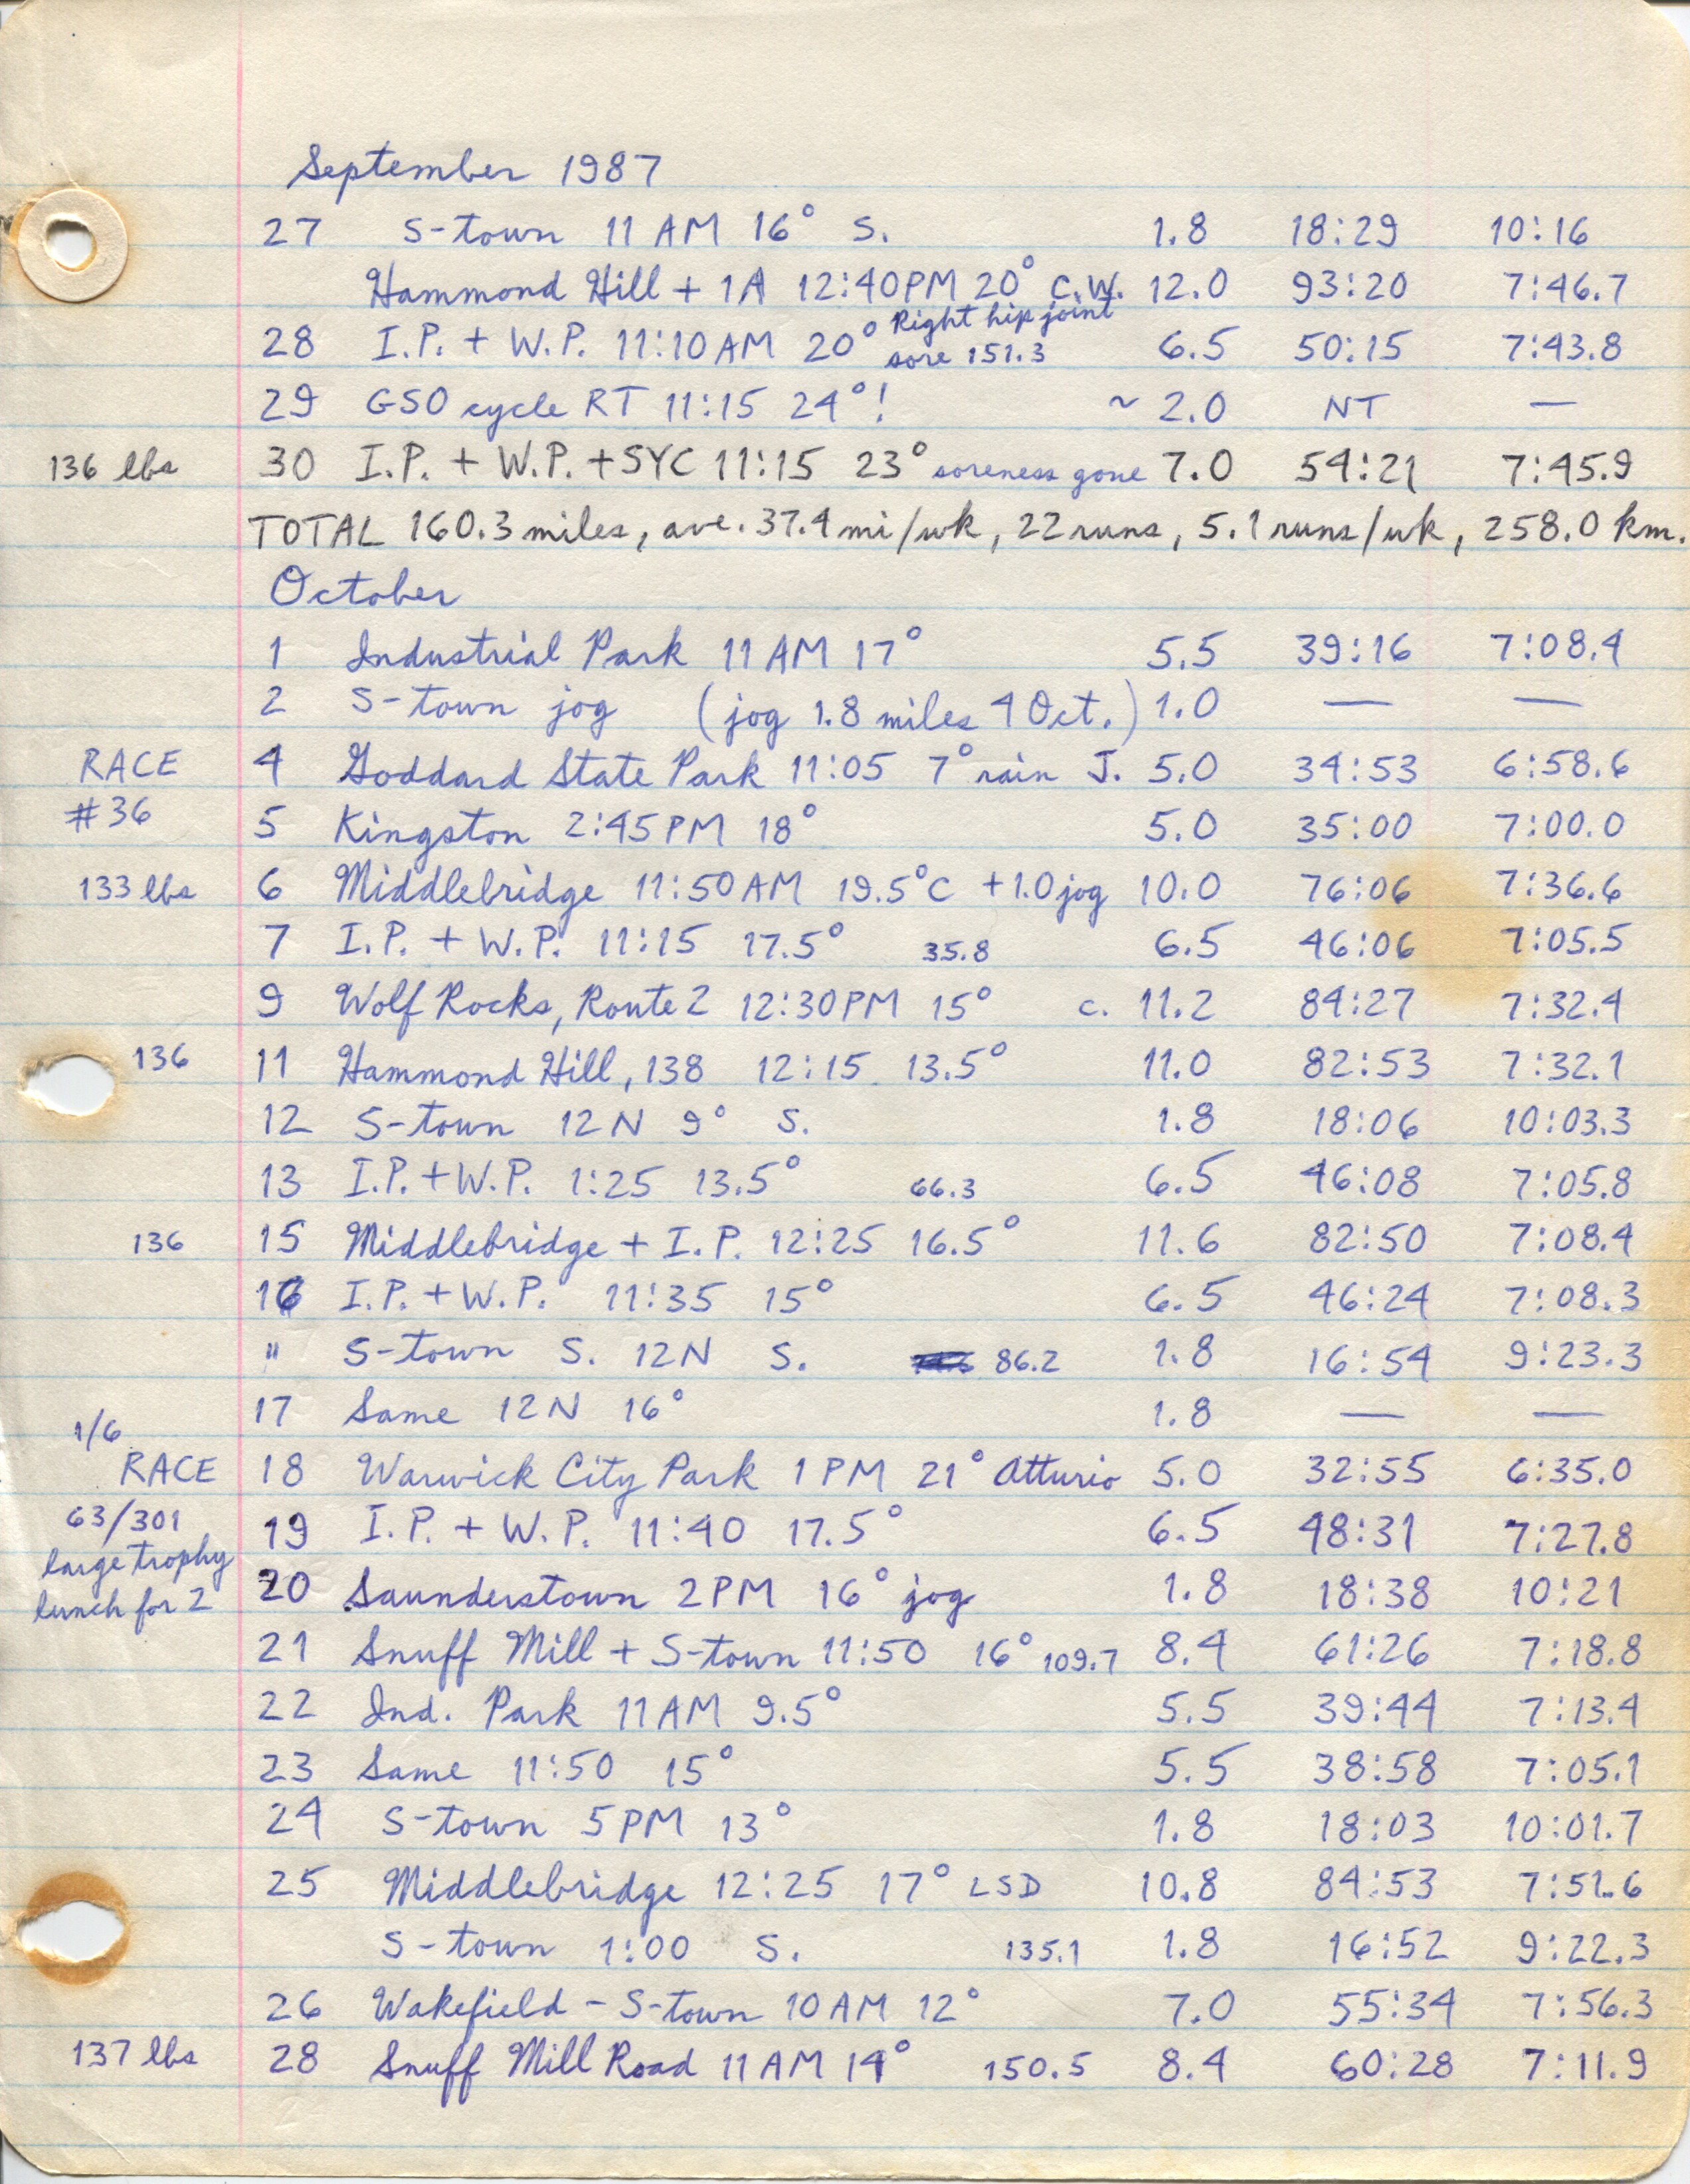 September 1987
27 S-town 11 AM 16° S. 1.8 18:29 10:16
Hammond Hill + 1A 12:40PM 20° C.W. 12.0 93:20 7:46.7
28 I.P. + W.P. 11:10AM 20° Right hip joint sore 151.3 6.5 50:15 7:43.8
29 GSO cycle RT 11:15 24°! ~ 2.0 NT —
136 lbs 30 I.P. + W.P. + SYC 11:15 23° soreness gone 7.0 54:21 7:45.9
TOTAL 160.3 miles, ave. 37.4 mi/wk, 22 runs, 5.1 runs/wk, 258.0 km.
October
1 Industrial Park 11 AM 17° 5.5 39:16 7:08.4
2 S-town jog (jog 1.8 miles 4 Oct.) 1.0 — —
RACE 4 Goddard State Park 11:05 7° rain J. 5.0 34:53 6:58.6
#36 5 Kingston 2:45PM 18° 5.0 35:00 7:00.0
133 lbs 6 Middlebridge 11:50AM 19.5°C +1.0 jog 10.0 76:06 7:36.6
7 I.P. + W.P. 11:15 17.5° 35.8 6.5 46:06 7:05.5
9 Wolf Rocks, Route 2 12:30PM 15° c. 11.2 84:27 7:32.4
136 11 Hammond Hill, 138 12:15 13.5° 11.0 82:53 7:32.1
12 S-town 12N 9° S. 1.8 18:06 10:03.3
13 I.P. + W.P. 1:25 13.5° 66.3 6.5 46:08 7:05.8
136 15 Middlebridge + I.P. 12:25 16.5° 11.6 82:50 7:08.4
16 I.P. + W.P. 11:35 15° 6.5 46:24 7:08.3
" S-town S. 12N S. 86.2 1.8 16:54 9:23.3
17 Same 12N 16° 1.8 — —
1/6
RACE 18 Warwick City Park 1 PM 21° Atturio 5.0 32:55 6:35.0
63/301 19 I.P. + W.P. 11:40 17.5° 6.5 48:31 7:27.8
large trophy
lunch for 2 20 Saunderstown 2PM 16° jog 1.8 18:38 10:21
21 Snuff Mill + S-town 11:50 16° 109.7 8.4 61:26 7:18.8
22 Ind. Park 11AM 9.5° 5.5 39:44 7:13.4
23 Same 11:50 15° 5.5 38:58 7:05.1
24 S-town 5PM 13° 1.8 18:03 10:01.7
25 Middlebridge 12:25 17° LSD 10.8 84:53 7:51.6
S-town 1:00 S. 135.1 1.8 16:52 9:22.3
26 Wakefield - S-town 10AM 12° 7.0 55:34 7:56.3
137 lbs 28 Snuff Mill Road 11AM 14° 150.5 8.4 60:28 7:11.9